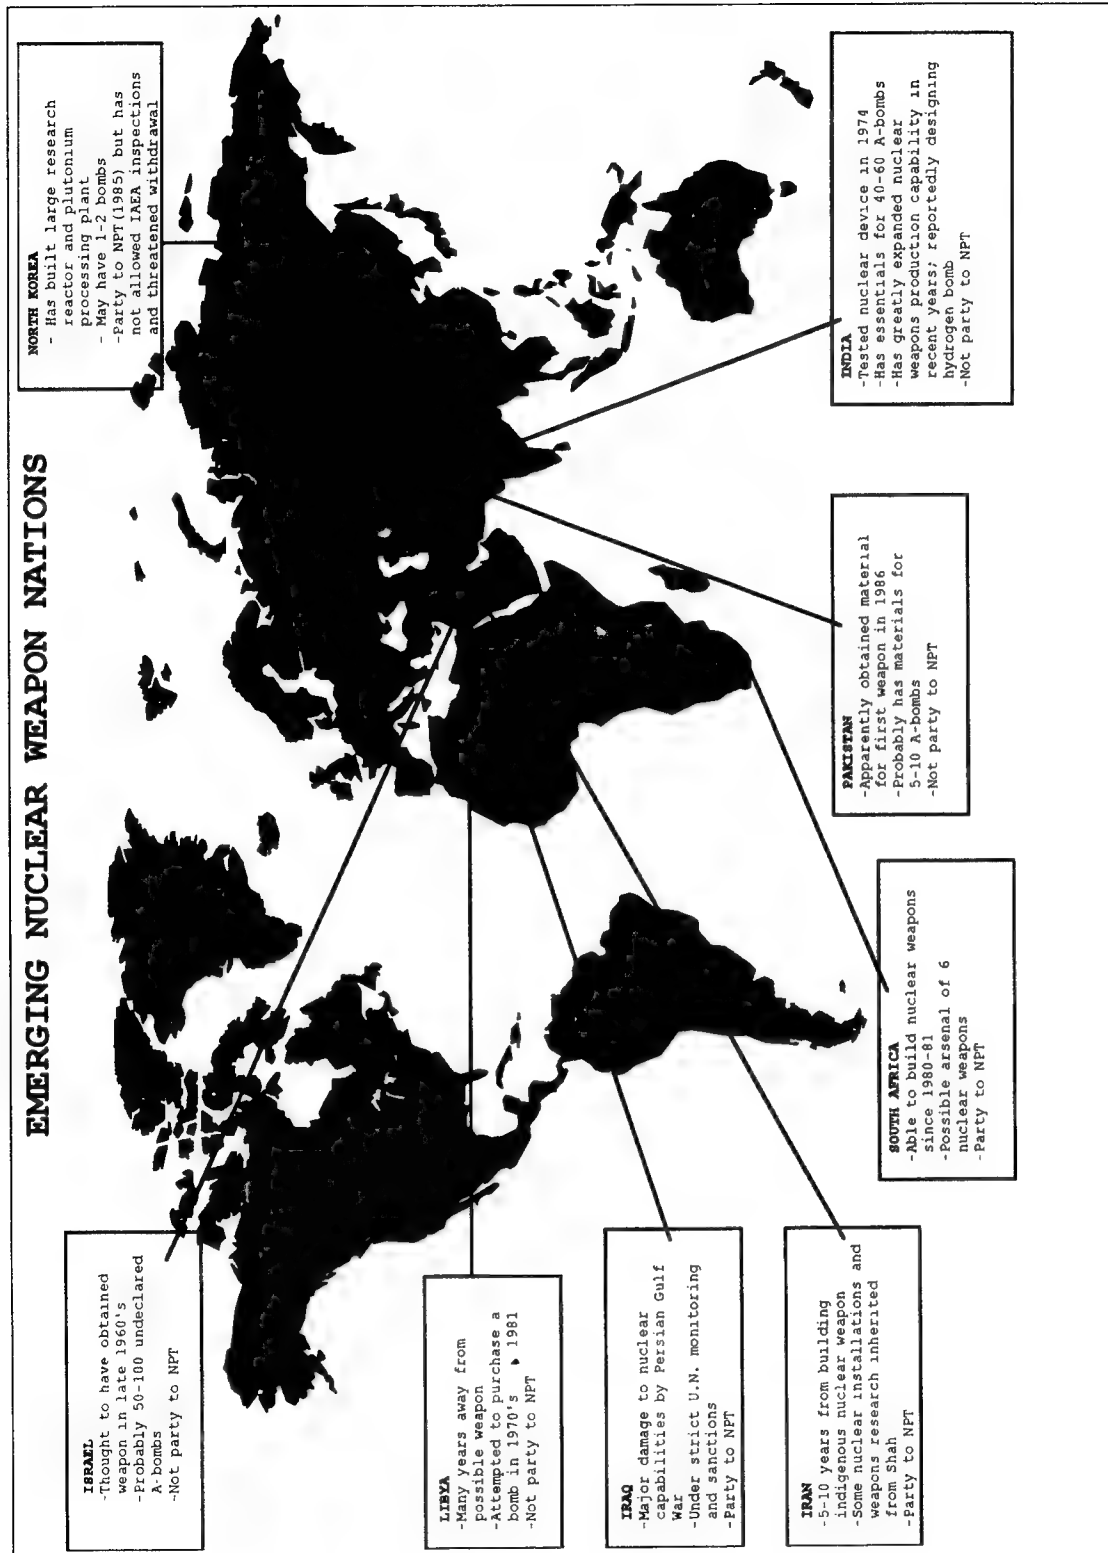 EMERGING NUCLEAR WEAPON NATIONS
ISRAEL
-Thought to have obtained
weapon in late 1960's
-Probably 50-100 undeclared
A-bombs
-Not party to NPT
LIBYA
-Many years away from
possible weapon
-Attempted to purchase a
bomb in 1970's 1981
-Not party to NPT
IRAQ
-Major damage to nuclear
capabilities by Persian Gulf
War
-Under strict U.N. monitoring
and sanctions
-Party to NPT
IRAN
-5-10 years from building
indigenous nuclear weapon
-Some nuclear installations and
weapons research inherited
from Shah
-Party to NPT
SOUTH AFRICA
-Able to build nuclear weapons
since 1980-81
-Possible arsenal of 6
nuclear weapons
-Party to NPT
PAKISTAN
-Apparently obtained material
for first weapon in 1986
-Probably has materials for
5-10 A-bombs
-Not party to NPT
INDIA
-Tested nuclear device in 1974
-Has essentials for 40-60 A-bombs
-Has greatly expanded nuclear
weapons production capability in
recent years; reportedly designing
hydrogen bomb
-Not party to NPT
NORTH KOREA
- Has built large research
reactor and plutonium
processing plant
- May have 1-2 bombs
-Party to NPT(1985) but has
not allowed IAEA inspections
and threatened withdrawal